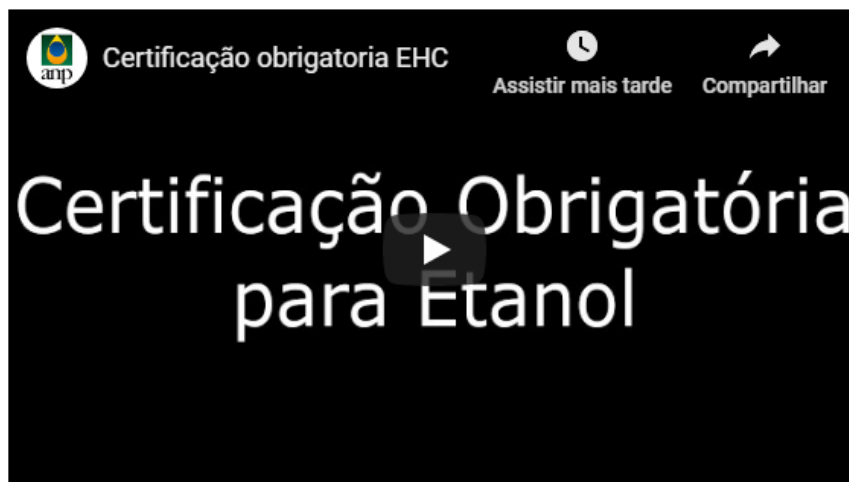 anp
Certificação obrigatoria EHC
Assistir mais tarde
Compartilhar
Certificação Obrigatória
para Etanol